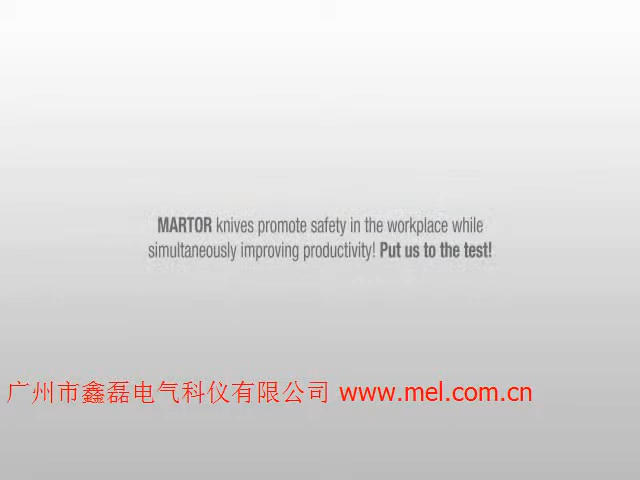 MARTOR knives promote safety in the workplace while
simultaneously improving productivity! Put us to the test!
广州市鑫磊电气科仪有限公司 www.mel.com.cn